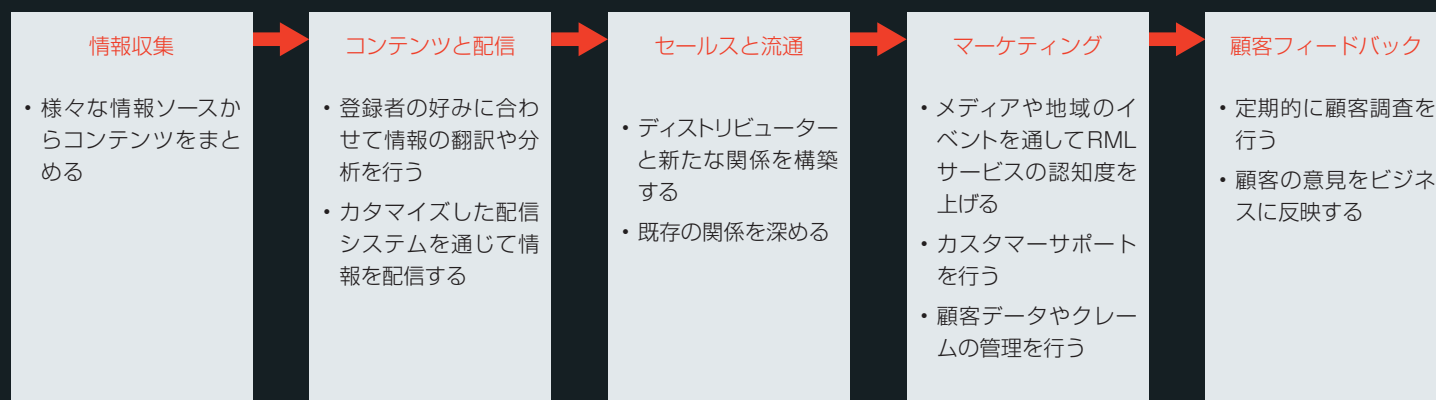 情報収集
・様々な情報ソースか
らコンテンツをまと
める
コンテンツと配信
・登録者の好みに合わ
せて情報の翻訳や分
析を行う
・カタマイズした配信
システムを通じて情
報を配信する
セールスと流通
・ディストリビューター
と新たな関係を構築
する
・既存の関係を深める
マーケティング
・メディアや地域のイ
ベントを通してRML
サービスの認知度を
上げる
・カスタマーサポート
を行う
・顧客データやクレー
ムの管理を行う
顧客フィードバック
・定期的に顧客調査を
行う
・顧客の意見をビジネ
スに反映する